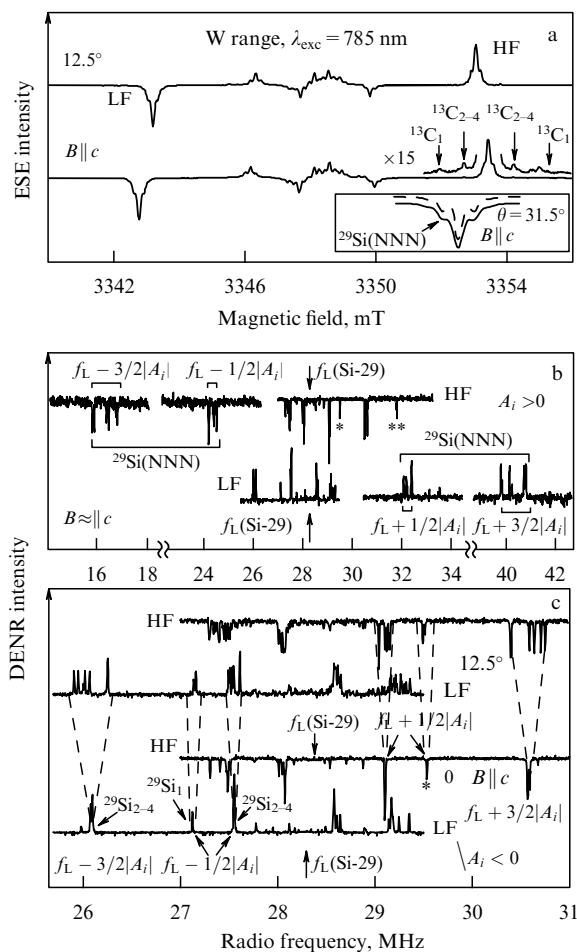 W range, λexc = 785 nm
a
12.5°
HF
LF
¹³C₁
¹³C₂₋₄
¹³C₂₋₄
¹³C₁
B∥c
×15
θ = 31.5°
²⁹Si(NNN)
B∥c
ESE intensity
3342
3346
3350
3354
Magnetic field, mT
fL − 3/2|Ai|
fL − 1/2|Ai|
fL(Si-29)
b
HF
Ai > 0
*
**
²⁹Si(NNN)
²⁹Si(NNN)
LF
B ≈∥c
fL(Si-29)
fL + 1/2|Ai|
fL + 3/2|Ai|
16
18
24
26
28
30
32
34
40
42
DENR intensity
c
HF
12.5°
LF
fL(Si-29)
fL + 1/2|Ai|
HF
0
B∥c
*
²⁹Si₂₋₄
²⁹Si₁
²⁹Si₂₋₄
fL + 3/2|Ai|
LF
fL − 3/2|Ai|
fL − 1/2|Ai|
fL(Si-29)
Ai < 0
26
27
28
29
30
31
Radio frequency, MHz